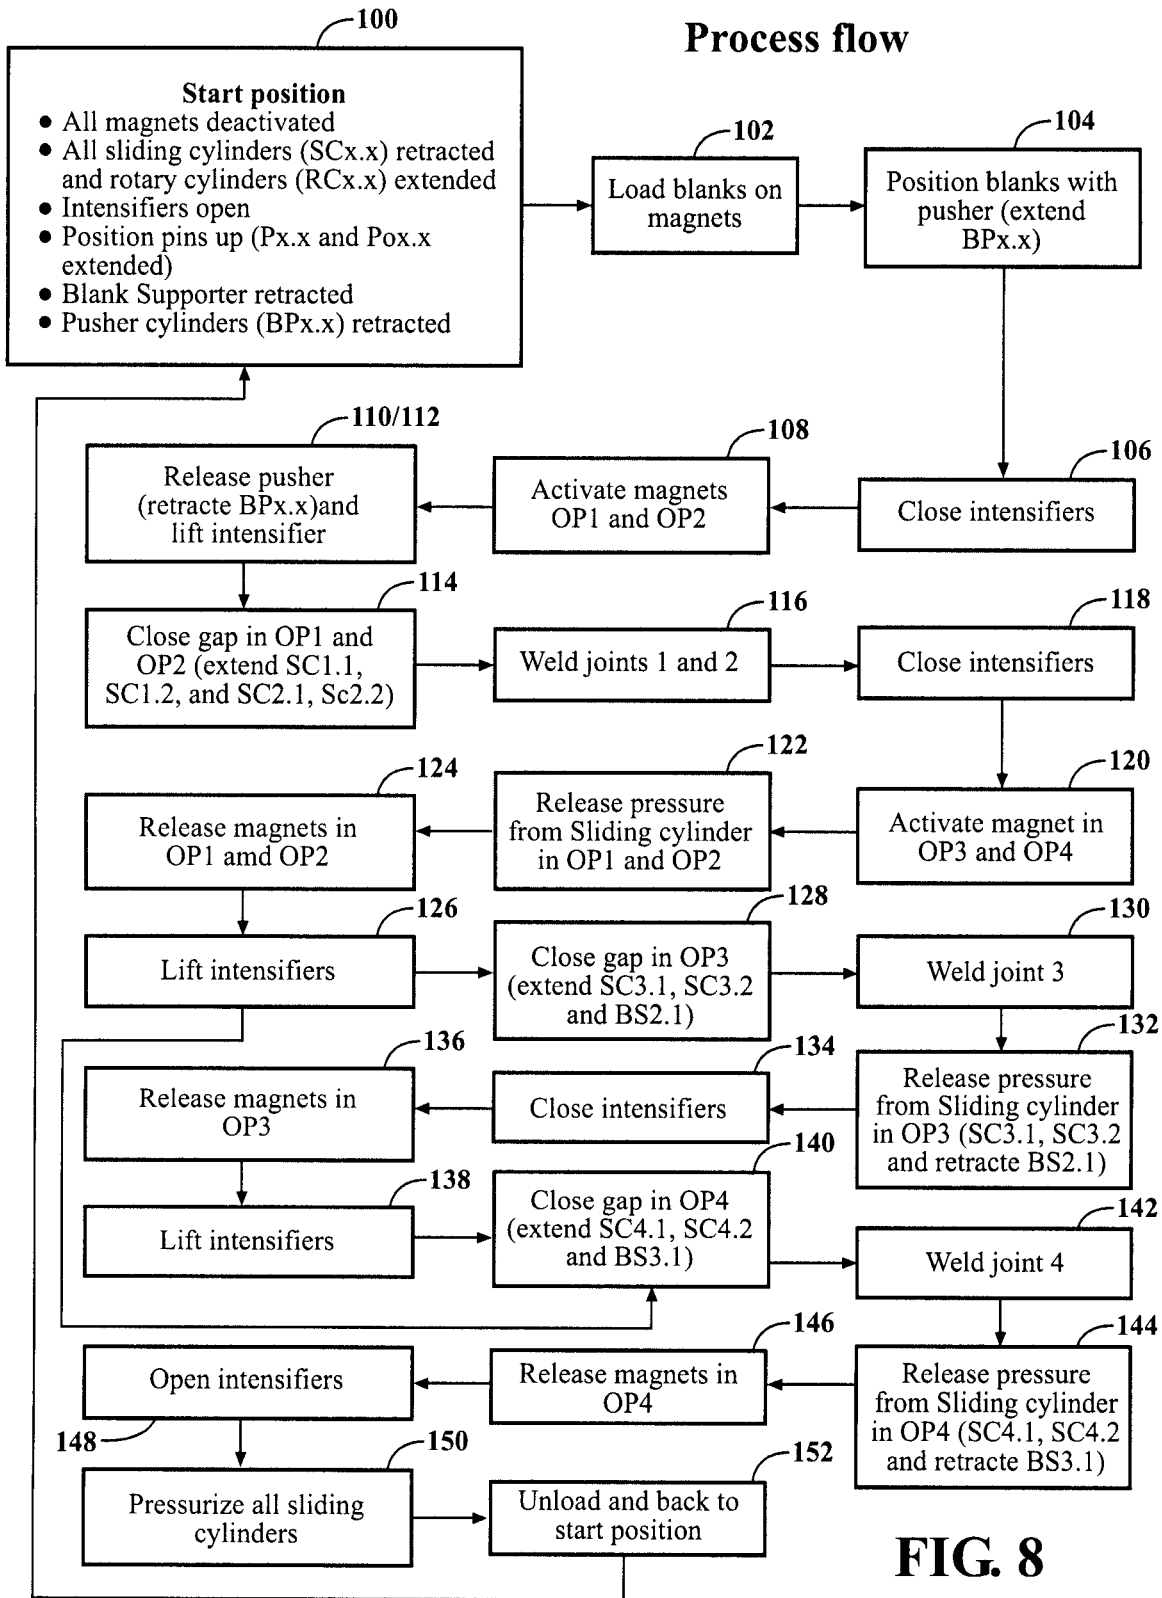 Process flow
100
Start position
● All magnets deactivated
● All sliding cylinders (SCx.x) retracted
and rotary cylinders (RCx.x) extended
● Intensifiers open
● Position pins up (Px.x and Pox.x
extended)
● Blank Supporter retracted
● Pusher cylinders (BPx.x) retracted
102
Load blanks on
magnets
104
Position blanks with
pusher (extend
BPx.x)
106
Close intensifiers
108
Activate magnets
OP1 and OP2
110/112
Release pusher
(retracte BPx.x)and
lift intensifier
114
Close gap in OP1 and
OP2 (extend SC1.1,
SC1.2, and SC2.1, Sc2.2)
116
Weld joints 1 and 2
118
Close intensifiers
120
Activate magnet in
OP3 and OP4
122
Release pressure
from Sliding cylinder
in OP1 and OP2
124
Release magnets in
OP1 amd OP2
126
Lift intensifiers
128
Close gap in OP3
(extend SC3.1, SC3.2
and BS2.1)
130
Weld joint 3
132
Release pressure
from Sliding cylinder
in OP3 (SC3.1, SC3.2
and retracte BS2.1)
134
Close intensifiers
136
Release magnets in
OP3
138
Lift intensifiers
140
Close gap in OP4
(extend SC4.1, SC4.2
and BS3.1)
142
Weld joint 4
144
Release pressure
from Sliding cylinder
in OP4 (SC4.1, SC4.2
and retracte BS3.1)
146
Release magnets in
OP4
Open intensifiers
148
150
Pressurize all sliding
cylinders
152
Unload and back to
start position
FIG. 8